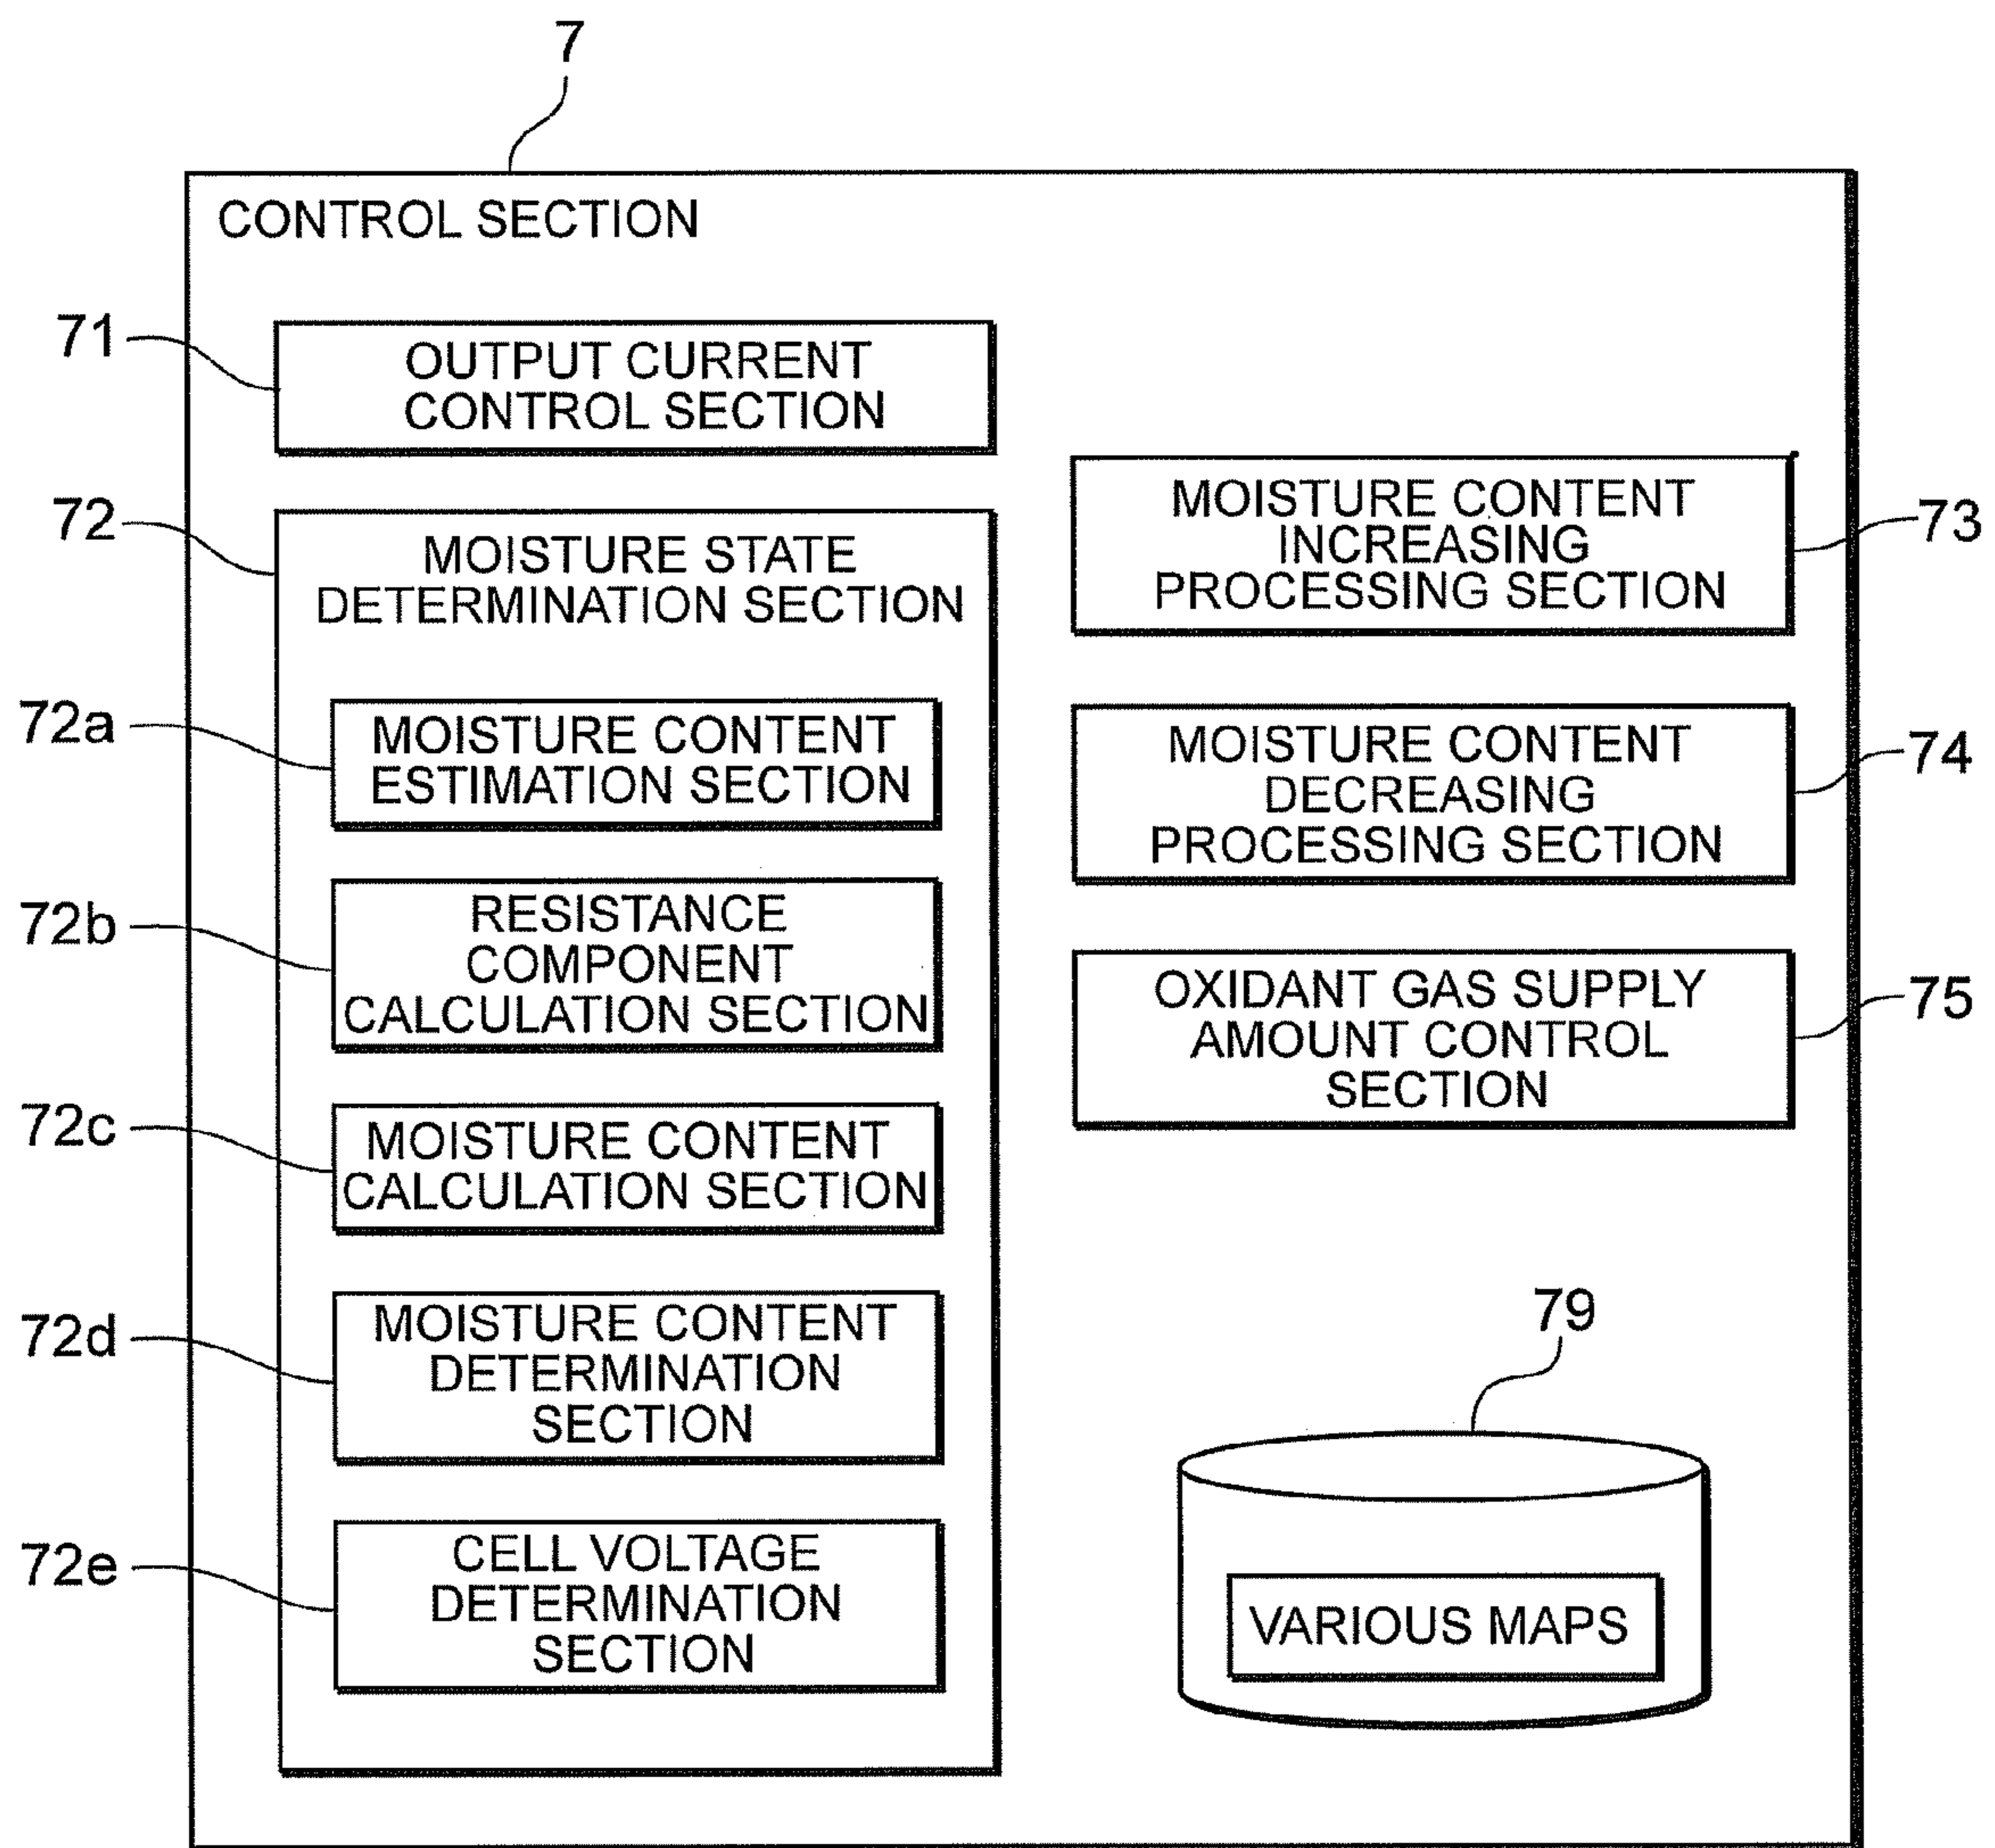 7
CONTROL SECTION
71
OUTPUT CURRENT
CONTROL SECTION
72
MOISTURE STATE
DETERMINATION SECTION
72a
MOISTURE CONTENT
ESTIMATION SECTION
72b
RESISTANCE
COMPONENT
CALCULATION SECTION
72c
MOISTURE CONTENT
CALCULATION SECTION
72d
MOISTURE CONTENT
DETERMINATION
SECTION
72e
CELL VOLTAGE
DETERMINATION
SECTION
MOISTURE CONTENT
INCREASING
PROCESSING SECTION
73
MOISTURE CONTENT
DECREASING
PROCESSING SECTION
74
OXIDANT GAS SUPPLY
AMOUNT CONTROL
SECTION
75
79
VARIOUS MAPS